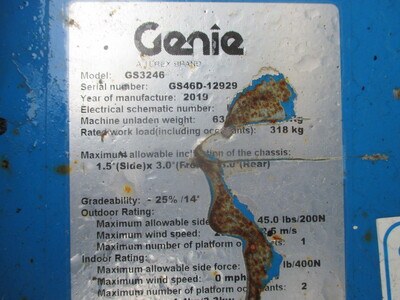 Genie
A TEREX BRAND
Model: GS3246
Serial number: GS46D-12929
Year of manufacture: 2019
Electrical schematic number:
Machine unladen weight:
Rated work load(including occupants): 318 kg
Maximum allowable inclination of the chassis:
1.5°(Side)x 3.0°(Front)
Gradeability: - 25% /14°
Outdoor Rating:
Maximum allowable side 45.0 lbs/200N
Maximum wind speed: m/s
Maximum number of platform 1
Indoor Rating:
Maximum allowable side force: lb/400N
Maximum wind speed: 0 mph
Maximum number of platform 2